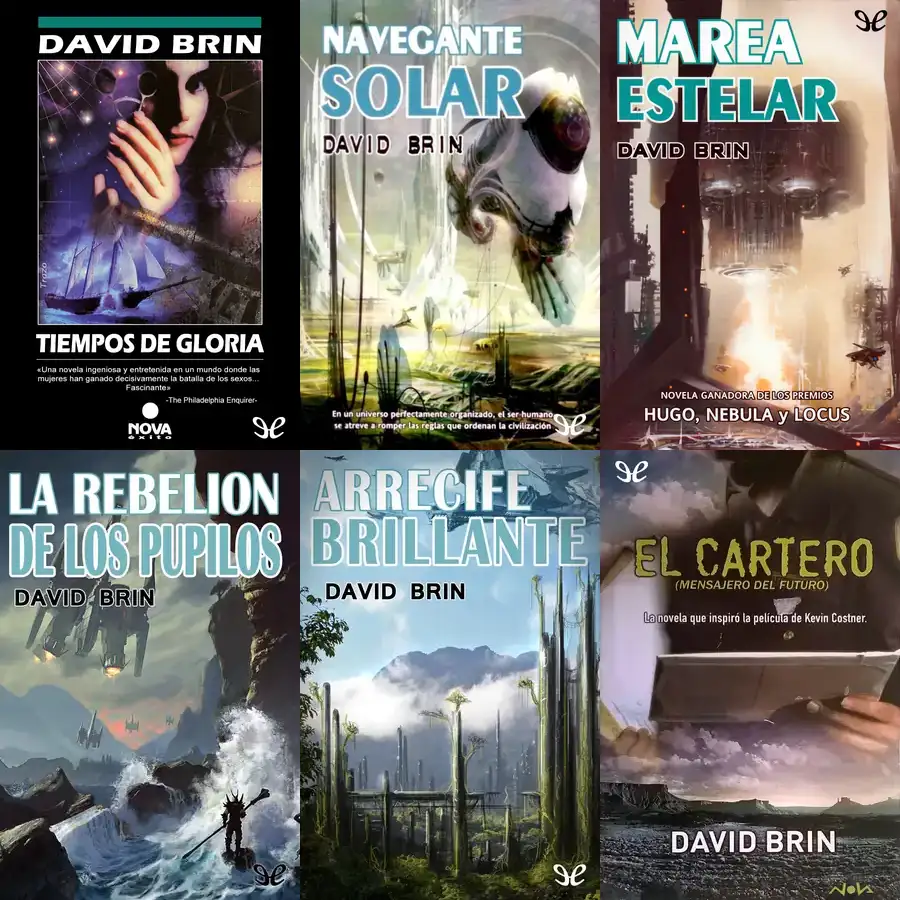 DAVID BRIN
TIEMPOS DE GLORIA
«Una novela ingeniosa y entretenida en un mundo donde las
mujeres han ganado decisivamente la batalla de los sexos...
Fascinante»
-The Philadelphia Enquirer-
NOVA
éxito
NAVEGANTE
SOLAR
DAVID BRIN
En un universo perfectamente organizado, el ser humano
se atreve a romper las reglas que ordenan la civilización
MAREA
ESTELAR
DAVID BRIN
NOVELA GANADORA DE LOS PREMIOS
HUGO, NEBULA y LOCUS
LA REBELION
DE LOS PUPILOS
DAVID BRIN
ARRECIFE
BRILLANTE
DAVID BRIN
EL CARTERO
(MENSAJERO DEL FUTURO)
La novela que inspiró la película de Kevin Costner.
DAVID BRIN
NOVA